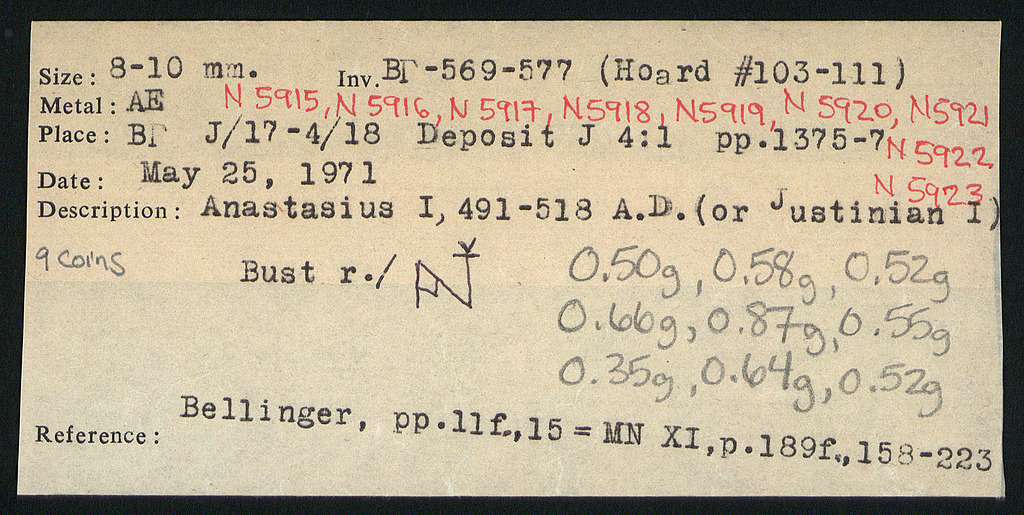 Size: 8-10 mm. Inv. BΓ-569-577 (Hoard #103-111)
Metal: AE N 5915, N 5916, N 5917, N5918, N5919, N 5920, N5921
Place: BΓ J/17-4/18 Deposit J 4:1 pp.1375-7 N 5922
Date: May 25, 1971 N 5923
Description: Anastasius I, 491-518 A.D. (or Justinian I)
9 coins Bust r./ 0.50g, 0.58g, 0.52g
0.66g, 0.87g, 0.55g
0.35g, 0.64g, 0.52g
Reference: Bellinger, pp.11f.,15 = MN XI,p.189f.,158-223